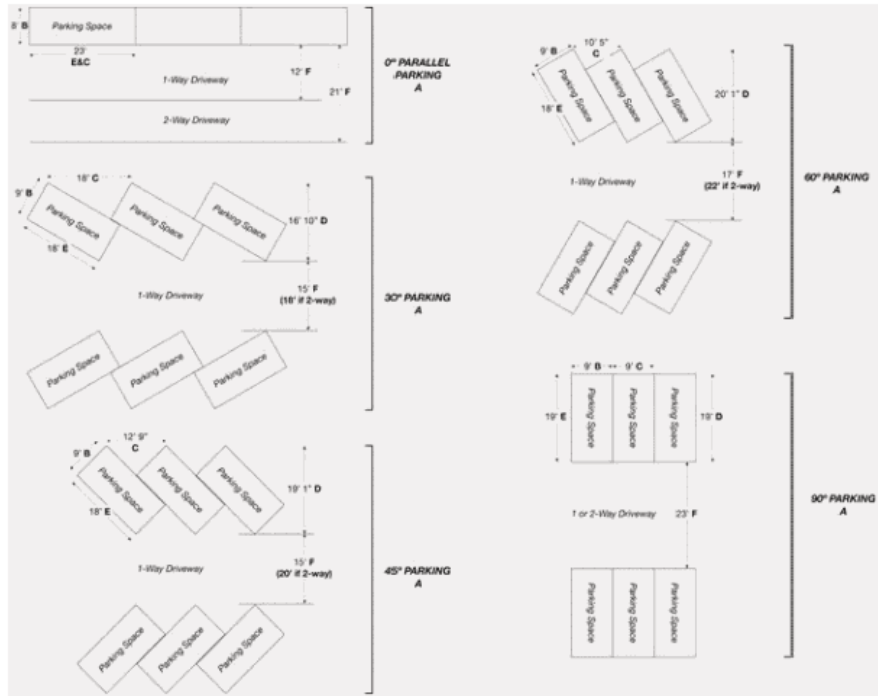 8' B
Parking Space
23'
E&C
1-Way Driveway
12' F
21' F
2-Way Driveway
0° PARALLEL
PARKING
A
18' C
9' B
Parking Space
Parking Space
Parking Space
18' E
16' 10" D
1-Way Driveway
15' F
(18' if 2-way)
30° PARKING
A
Parking Space
Parking Space
Parking Space
12' 9"
C
9' B
Parking Space
Parking Space
Parking Space
18' E
19' 1" D
1-Way Driveway
15' F
(20' if 2-way)
45° PARKING
A
Parking Space
Parking Space
Parking Space
10' 5"
C
9' B
Parking Space
Parking Space
Parking Space
18' E
20' 1" D
1-Way Driveway
17' F
(22' if 2-way)
60° PARKING
A
Parking Space
Parking Space
Parking Space
9' B
9' C
19' E
Parking Space
Parking Space
Parking Space
19' D
1 or 2-Way Driveway
23' F
90° PARKING
A
Parking Space
Parking Space
Parking Space